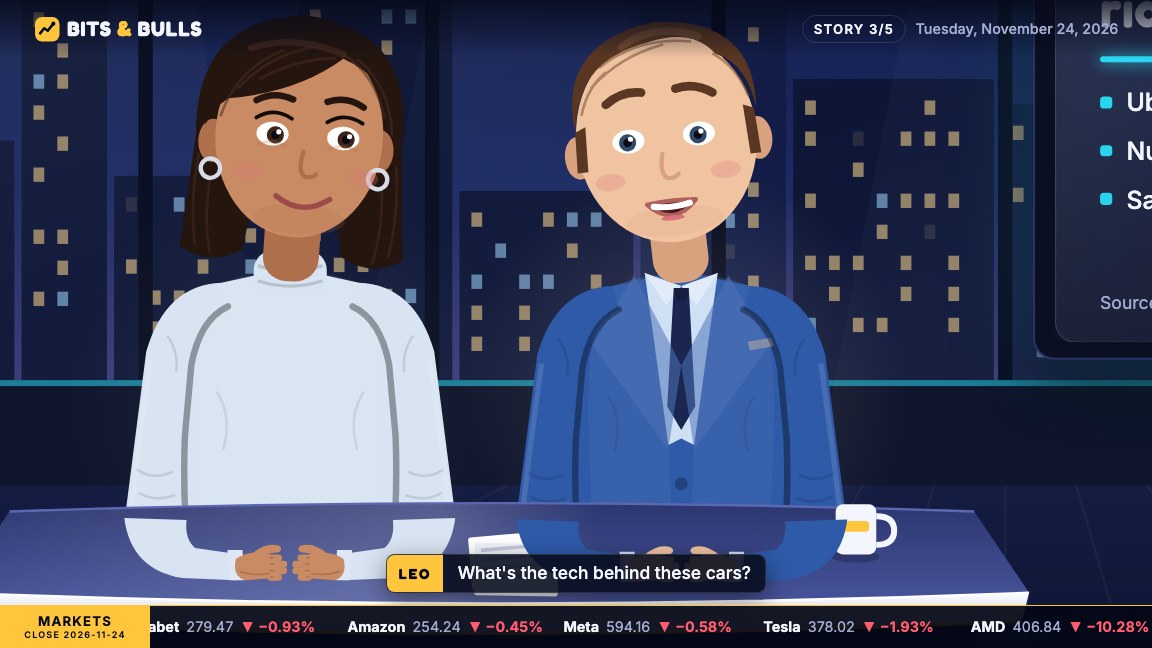 BITS & BULLS
STORY 3/5
Tuesday, November 24, 2026
Ub
Nu
Sa
Source
LEO
What's the tech behind these cars?
MARKETS
CLOSE 2026-11-24
abet 279.47 ▼ −0.93% Amazon 254.24 ▼ −0.45% Meta 594.16 ▼ −0.58% Tesla 378.02 ▼ −1.93% AMD 406.84 ▼ −10.28%